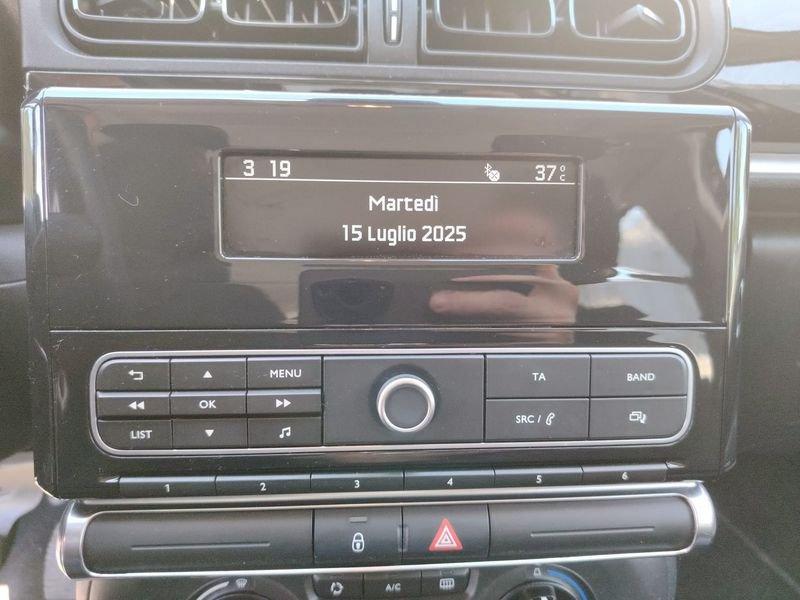 3 19 37°C
Martedì
15 Luglio 2025
MENU TA BAND
OK SRC /
LIST
1 2 3 4 5 6
A/C